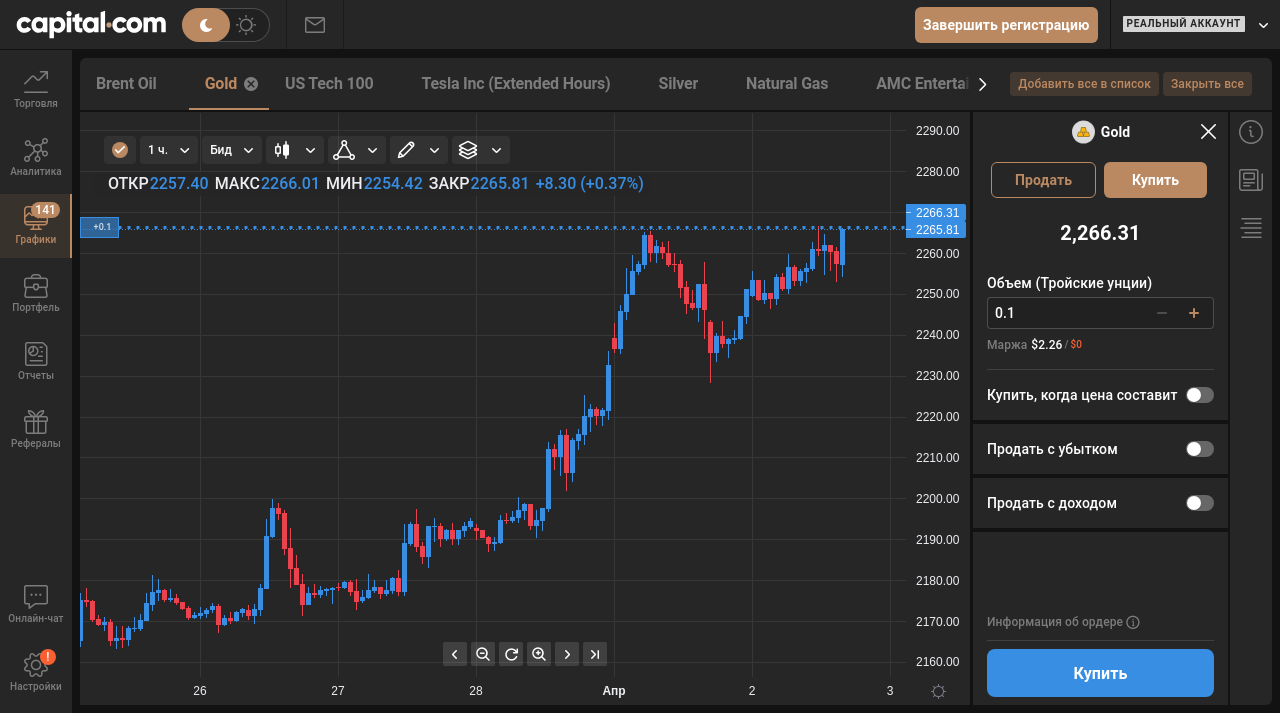 capital.com
Завершить регистрацию
РЕАЛЬНЫЙ АККАУНТ
Торговля
Аналитика
141
Графики
Портфель
Отчеты
Рефералы
Онлайн-чат
!
Настройки
Brent Oil
Gold
US Tech 100
Tesla Inc (Extended Hours)
Silver
Natural Gas
AMC Enterta
Добавить все в список
Закрыть все
1 ч.
Бид
ОТКР2257.40 МАКС2266.01 МИН2254.42 ЗАКР2265.81 +8.30 (+0.37%)
+0.1
2290.00
2280.00
2266.31
2265.81
2260.00
2250.00
2240.00
2230.00
2220.00
2210.00
2200.00
2190.00
2180.00
2170.00
2160.00
26
27
28
Апр
2
3
Gold
Продать
Купить
2,266.31
Объем (Тройские унции)
0.1
Маржа $2.26 / $0
Купить, когда цена составит
Продать с убытком
Продать с доходом
Информация об ордере
Купить